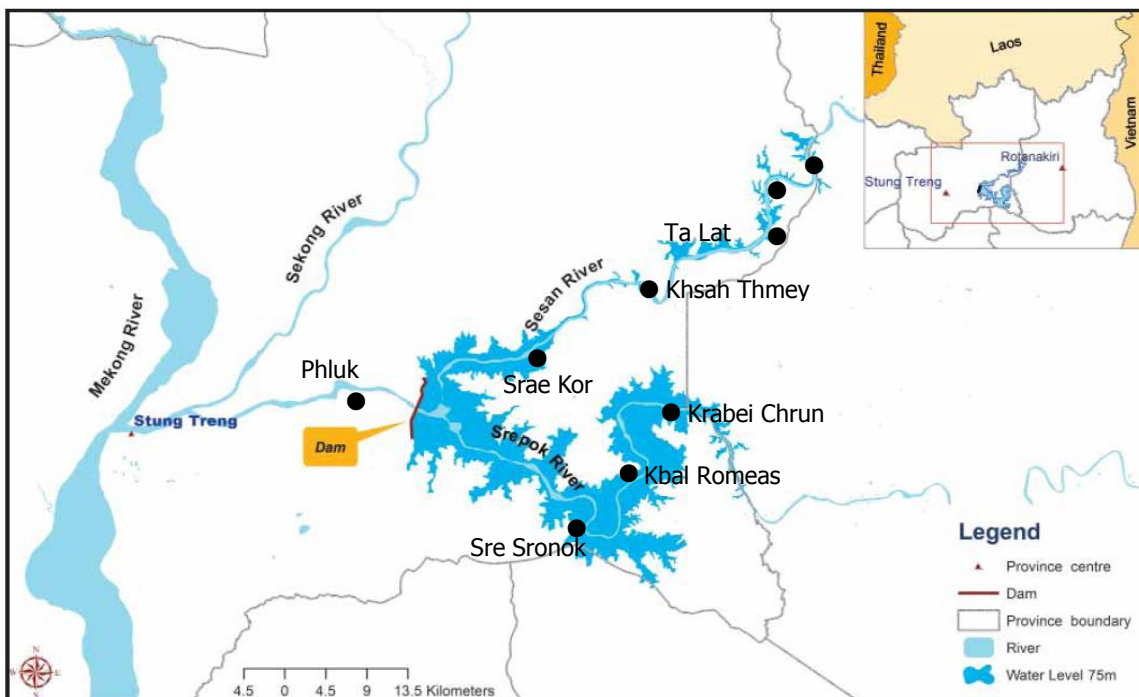 Thailand
Laos
Vietnam
Rotanakiri
Stung Treng
Mekong River
Sekong River
Sesan River
Ta Lat
Khsah Thmey
Phluk
Srae Kor
Krabei Chrun
Stung Treng
Dam
Srepok River
Kbal Romeas
Sre Sronok
Legend
Province centre
Dam
Province boundary
River
Water Level 75m
N
W
E
S
4.5 0 4.5 9 13.5 Kilometers